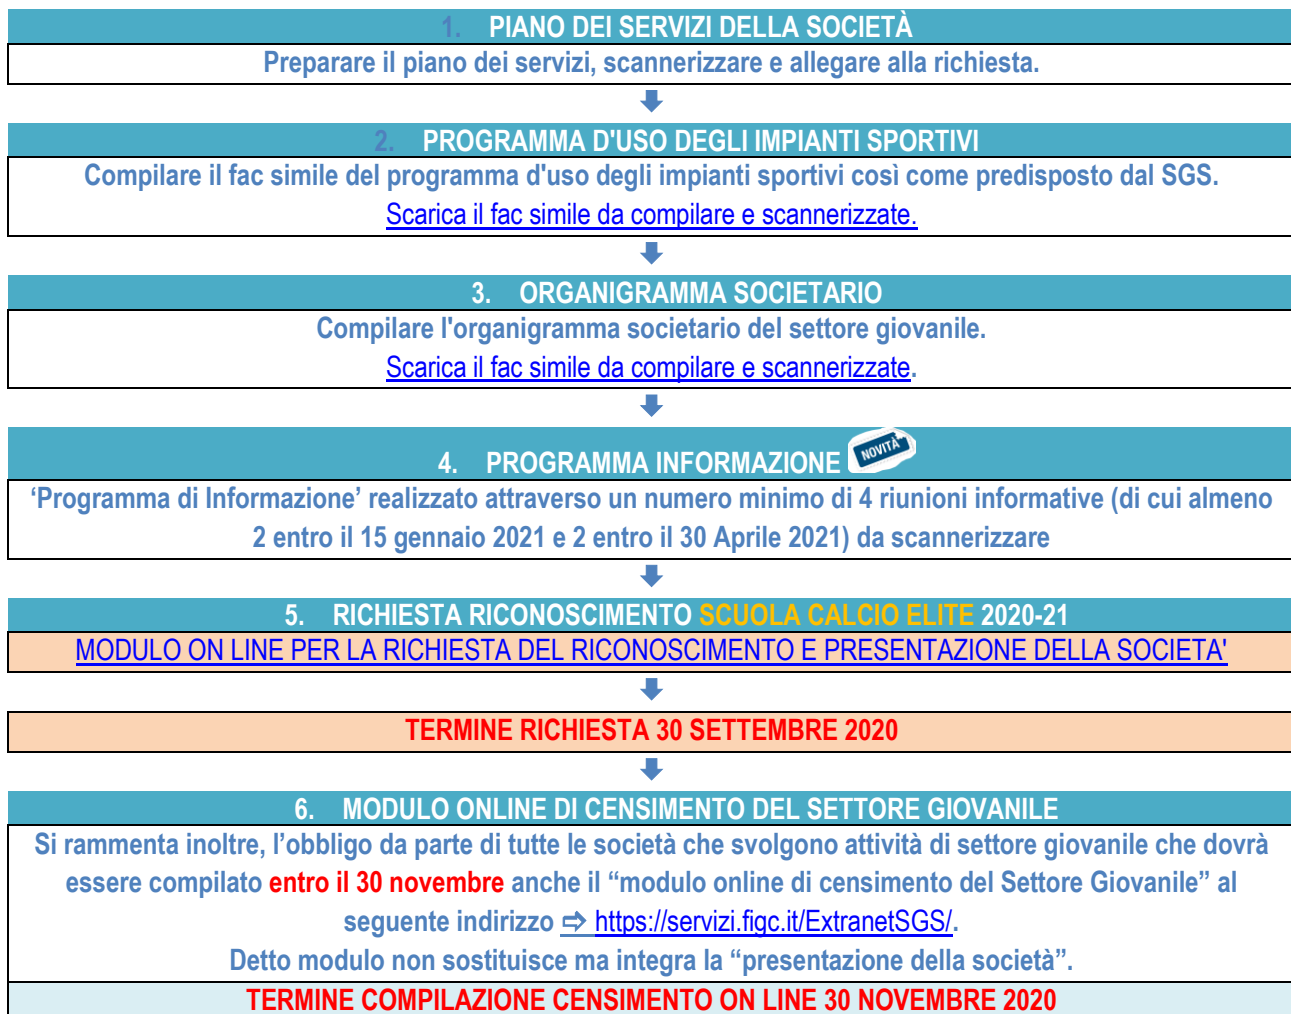 1. PIANO DEI SERVIZI DELLA SOCIETÀ
Preparare il piano dei servizi, scannerizzare e allegare alla richiesta.
2. PROGRAMMA D'USO DEGLI IMPIANTI SPORTIVI
Compilare il fac simile del programma d'uso degli impianti sportivi così come predisposto dal SGS.
Scarica il fac simile da compilare e scannerizzate.
3. ORGANIGRAMMA SOCIETARIO
Compilare l'organigramma societario del settore giovanile.
Scarica il fac simile da compilare e scannerizzate.
4. PROGRAMMA INFORMAZIONE NOVITÀ
‘Programma di Informazione’ realizzato attraverso un numero minimo di 4 riunioni informative (di cui almeno
2 entro il 15 gennaio 2021 e 2 entro il 30 Aprile 2021) da scannerizzare
5. RICHIESTA RICONOSCIMENTO SCUOLA CALCIO ELITE 2020-21
MODULO ON LINE PER LA RICHIESTA DEL RICONOSCIMENTO E PRESENTAZIONE DELLA SOCIETA'
TERMINE RICHIESTA 30 SETTEMBRE 2020
6. MODULO ONLINE DI CENSIMENTO DEL SETTORE GIOVANILE
Si rammenta inoltre, l’obbligo da parte di tutte le società che svolgono attività di settore giovanile che dovrà
essere compilato entro il 30 novembre anche il “modulo online di censimento del Settore Giovanile” al
seguente indirizzo ⇨ https://servizi.figc.it/ExtranetSGS/.
Detto modulo non sostituisce ma integra la “presentazione della società”.
TERMINE COMPILAZIONE CENSIMENTO ON LINE 30 NOVEMBRE 2020